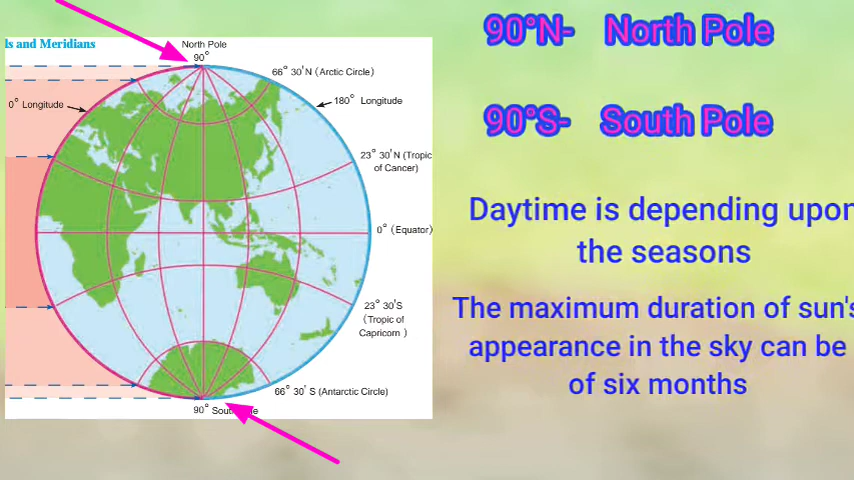 ls and Meridians
North Pole
90°
66° 30'N (Arctic Circle)
0° Longitude
180° Longitude
23° 30'N (Tropic
of Cancer)
0° (Equator)
23° 30'S
(Tropic of
Capricorn )
66° 30' S (Antarctic Circle)
90° South
90°N- North Pole
90°S- South Pole
Daytime is depending upon
the seasons
The maximum duration of sun's
appearance in the sky can be
of six months